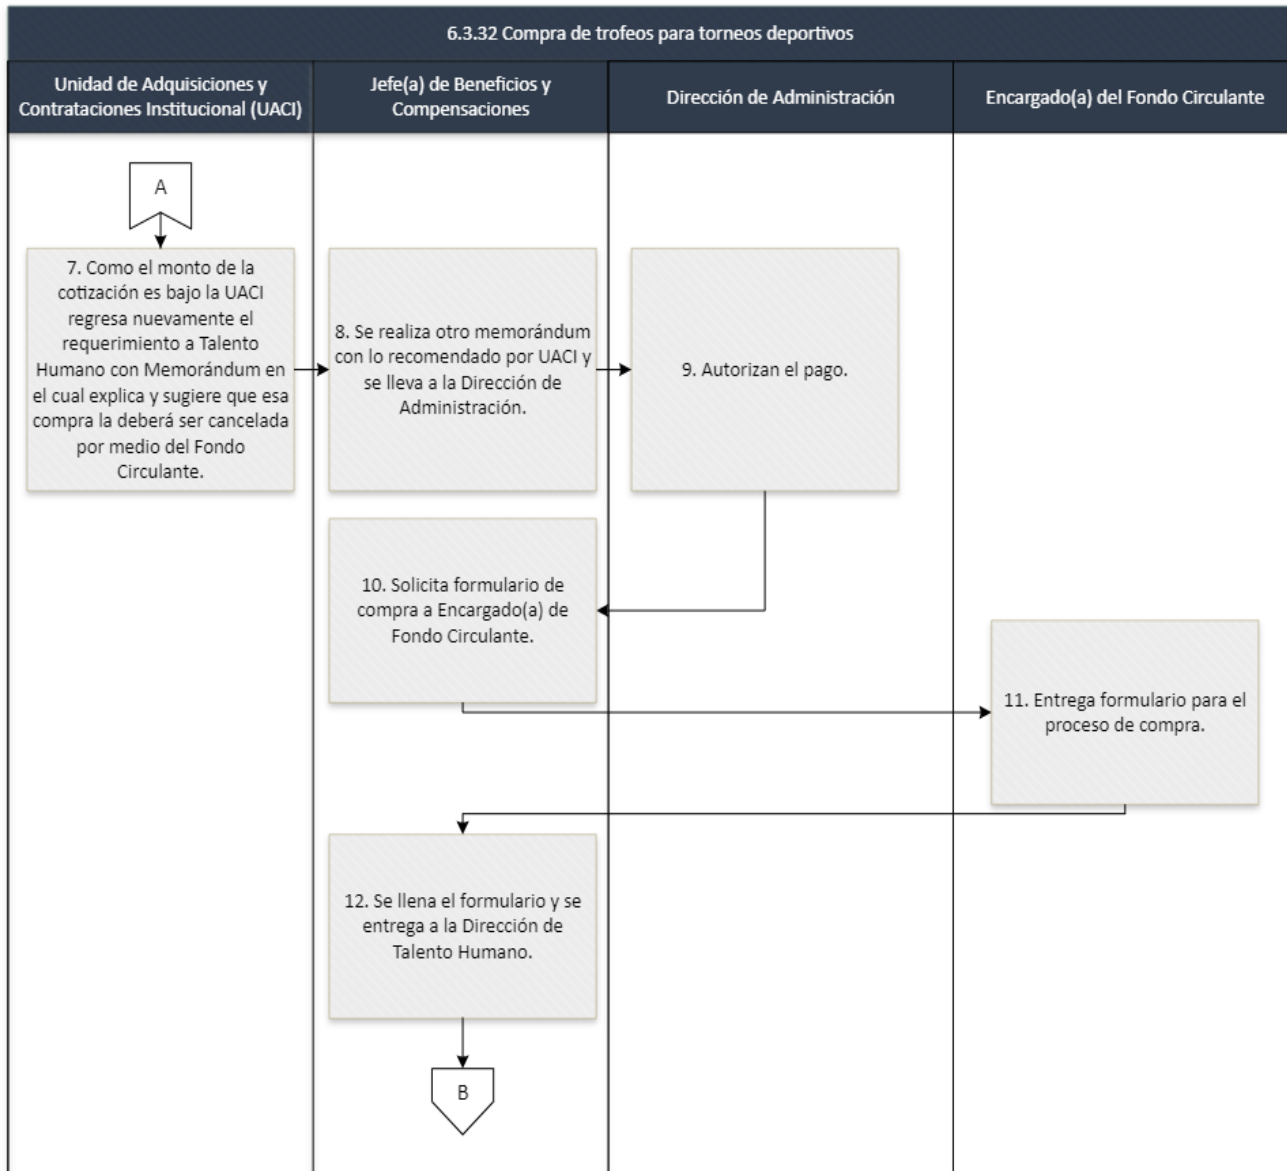 6.3.32 Compra de trofeos para torneos deportivos
Unidad de Adquisiciones y
Contrataciones Institucional (UACI)
Jefe(a) de Beneficios y
Compensaciones
Dirección de Administración
Encargado(a) del Fondo Circulante
A
7. Como el monto de la
cotización es bajo la UACI
regresa nuevamente el
requerimiento a Talento
Humano con Memorándum en
el cual explica y sugiere que esa
compra la deberá ser cancelada
por medio del Fondo
Circulante.
8. Se realiza otro memorándum
con lo recomendado por UACI y
se lleva a la Dirección de
Administración.
9. Autorizan el pago.
10. Solicita formulario de
compra a Encargado(a) de
Fondo Circulante.
11. Entrega formulario para el
proceso de compra.
12. Se llena el formulario y se
entrega a la Dirección de
Talento Humano.
B